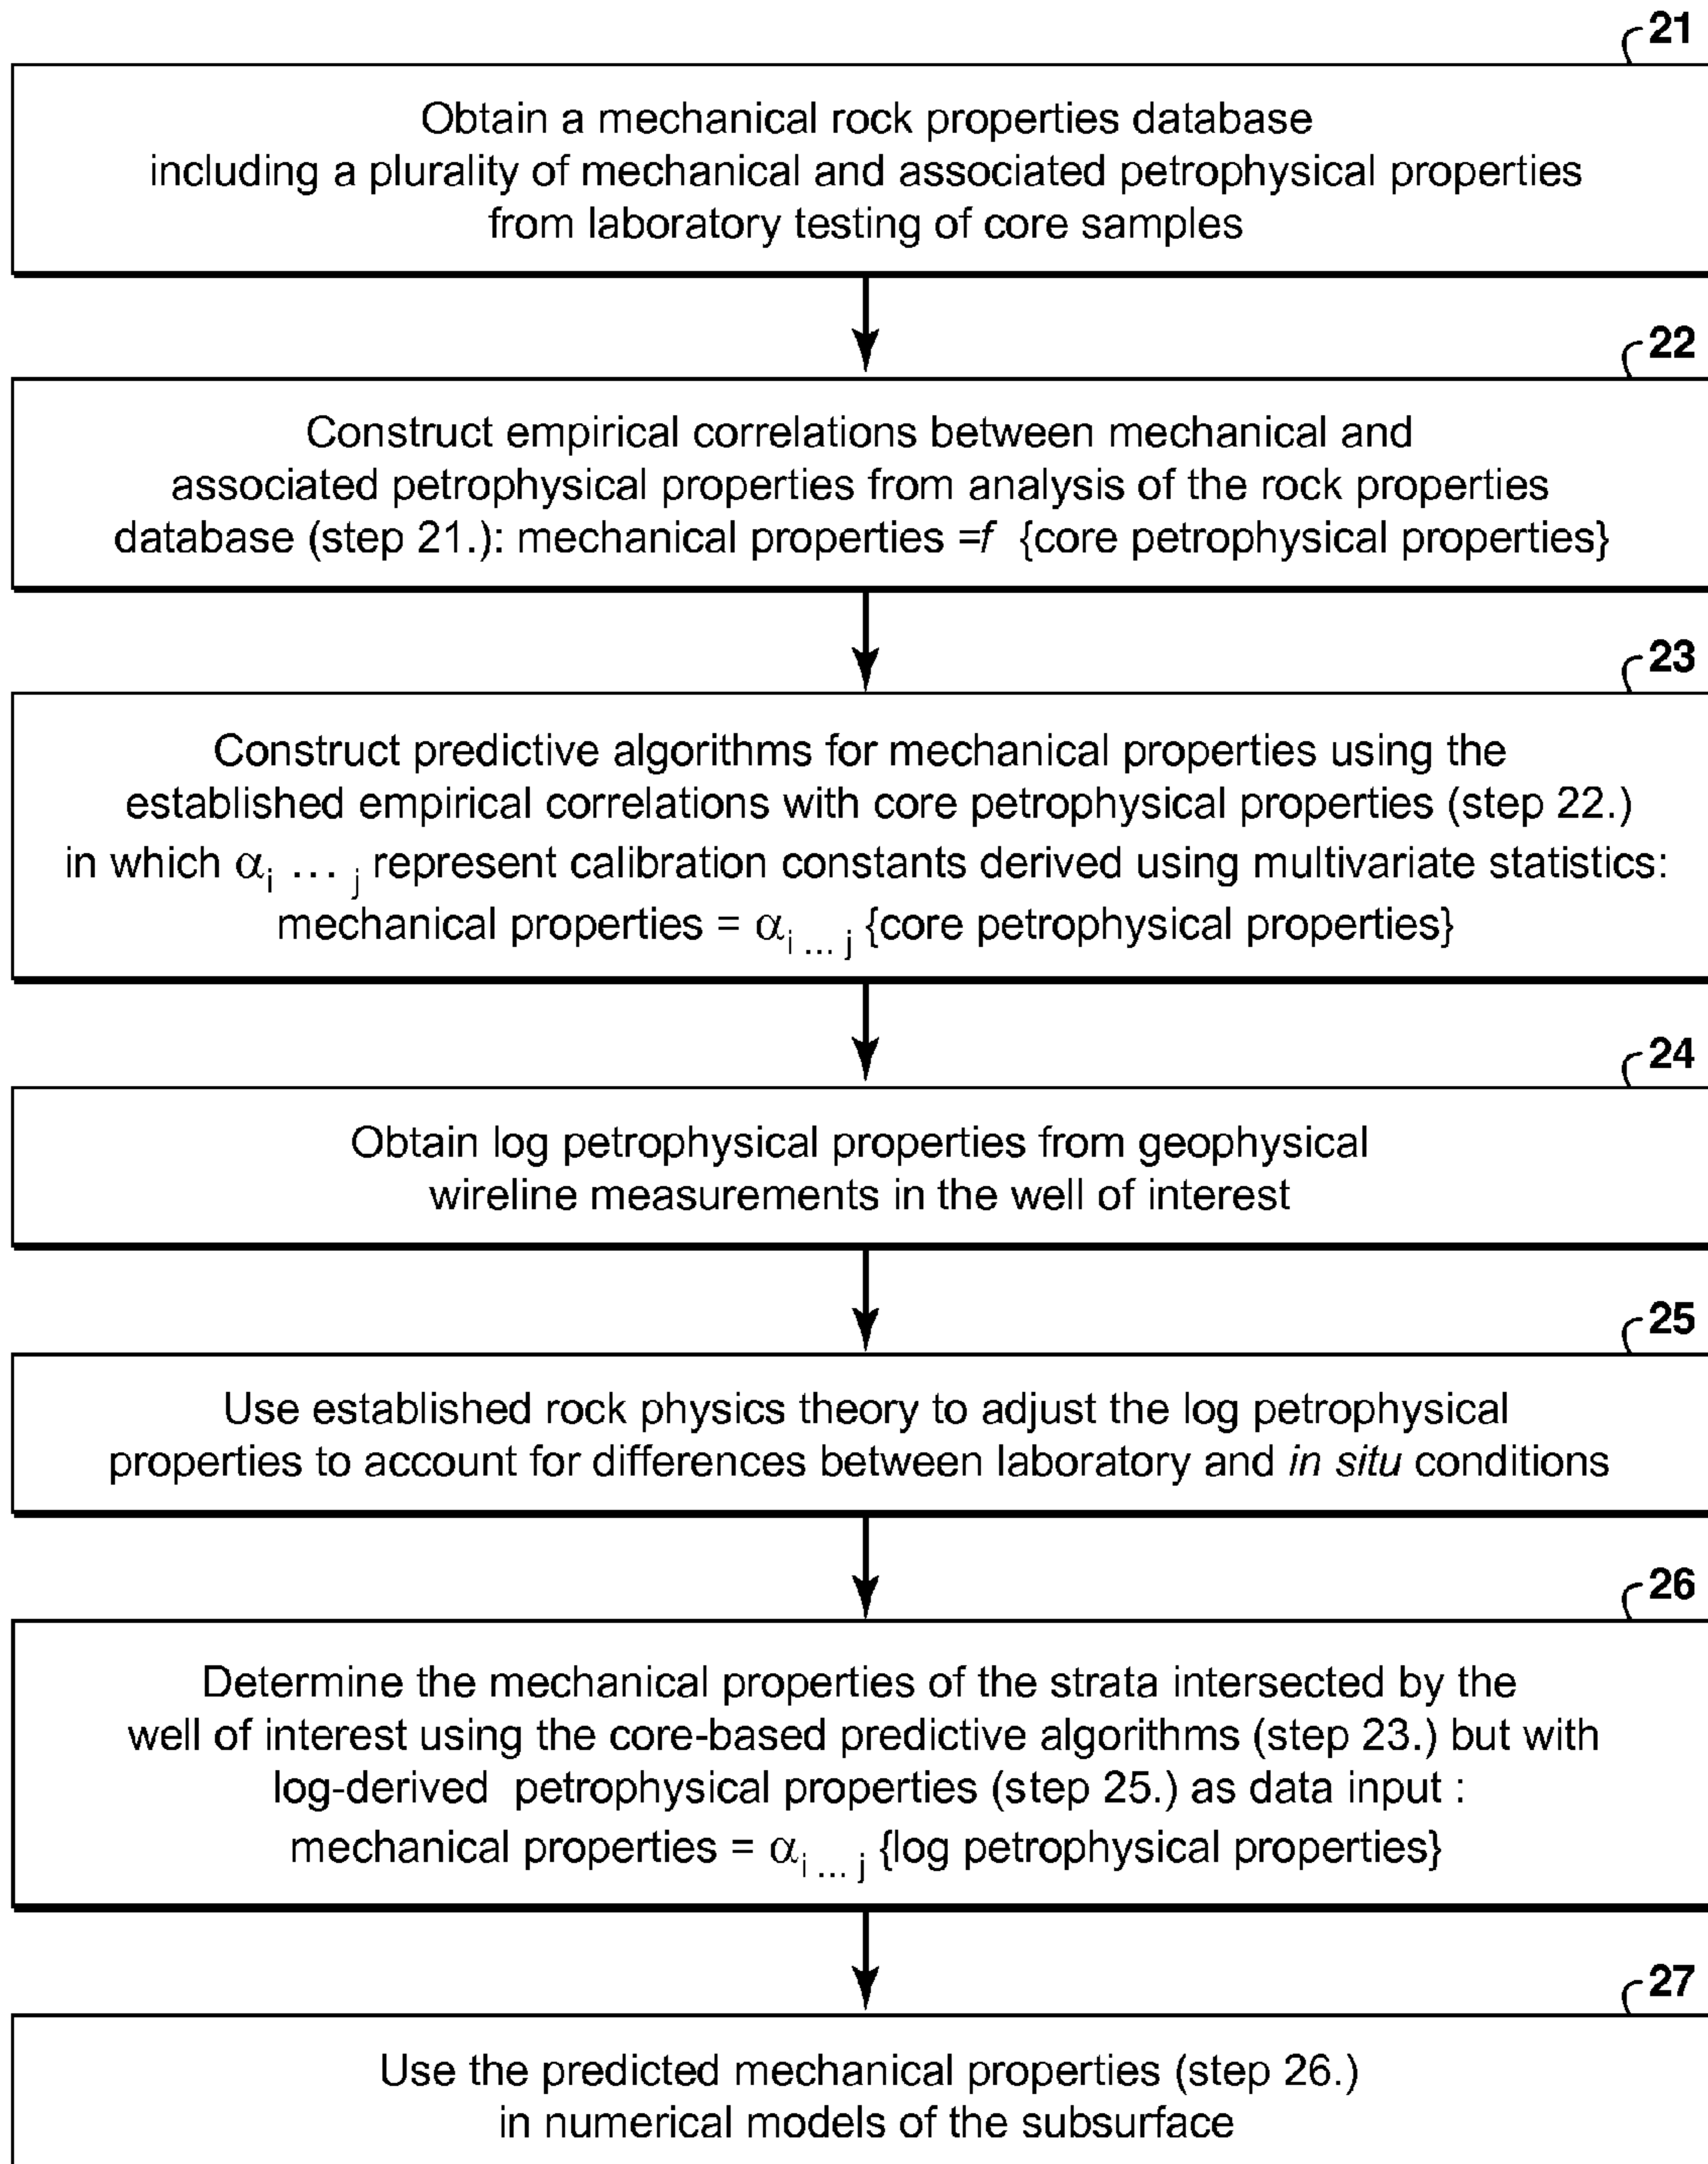 21
Obtain a mechanical rock properties database
including a plurality of mechanical and associated petrophysical properties
from laboratory testing of core samples
22
Construct empirical correlations between mechanical and
associated petrophysical properties from analysis of the rock properties
database (step 21.): mechanical properties =f {core petrophysical properties}
23
Construct predictive algorithms for mechanical properties using the
established empirical correlations with core petrophysical properties (step 22.)
in which αi ... j represent calibration constants derived using multivariate statistics:
mechanical properties = αi ... j {core petrophysical properties}
24
Obtain log petrophysical properties from geophysical
wireline measurements in the well of interest
25
Use established rock physics theory to adjust the log petrophysical
properties to account for differences between laboratory and in situ conditions
26
Determine the mechanical properties of the strata intersected by the
well of interest using the core-based predictive algorithms (step 23.) but with
log-derived petrophysical properties (step 25.) as data input :
mechanical properties = αi ... j {log petrophysical properties}
27
Use the predicted mechanical properties (step 26.)
in numerical models of the subsurface